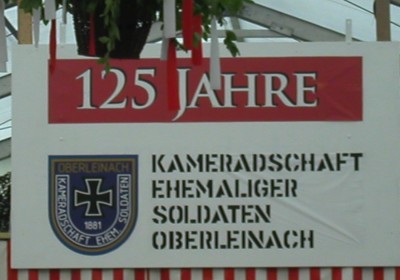 125 JAHRE
KAMERADSCHAFT
EHEMALIGER
SOLDATEN
OBERLEINACH
OBERLEINACH
KAMERADSCHAFT EHEM. SOLDATEN
1881